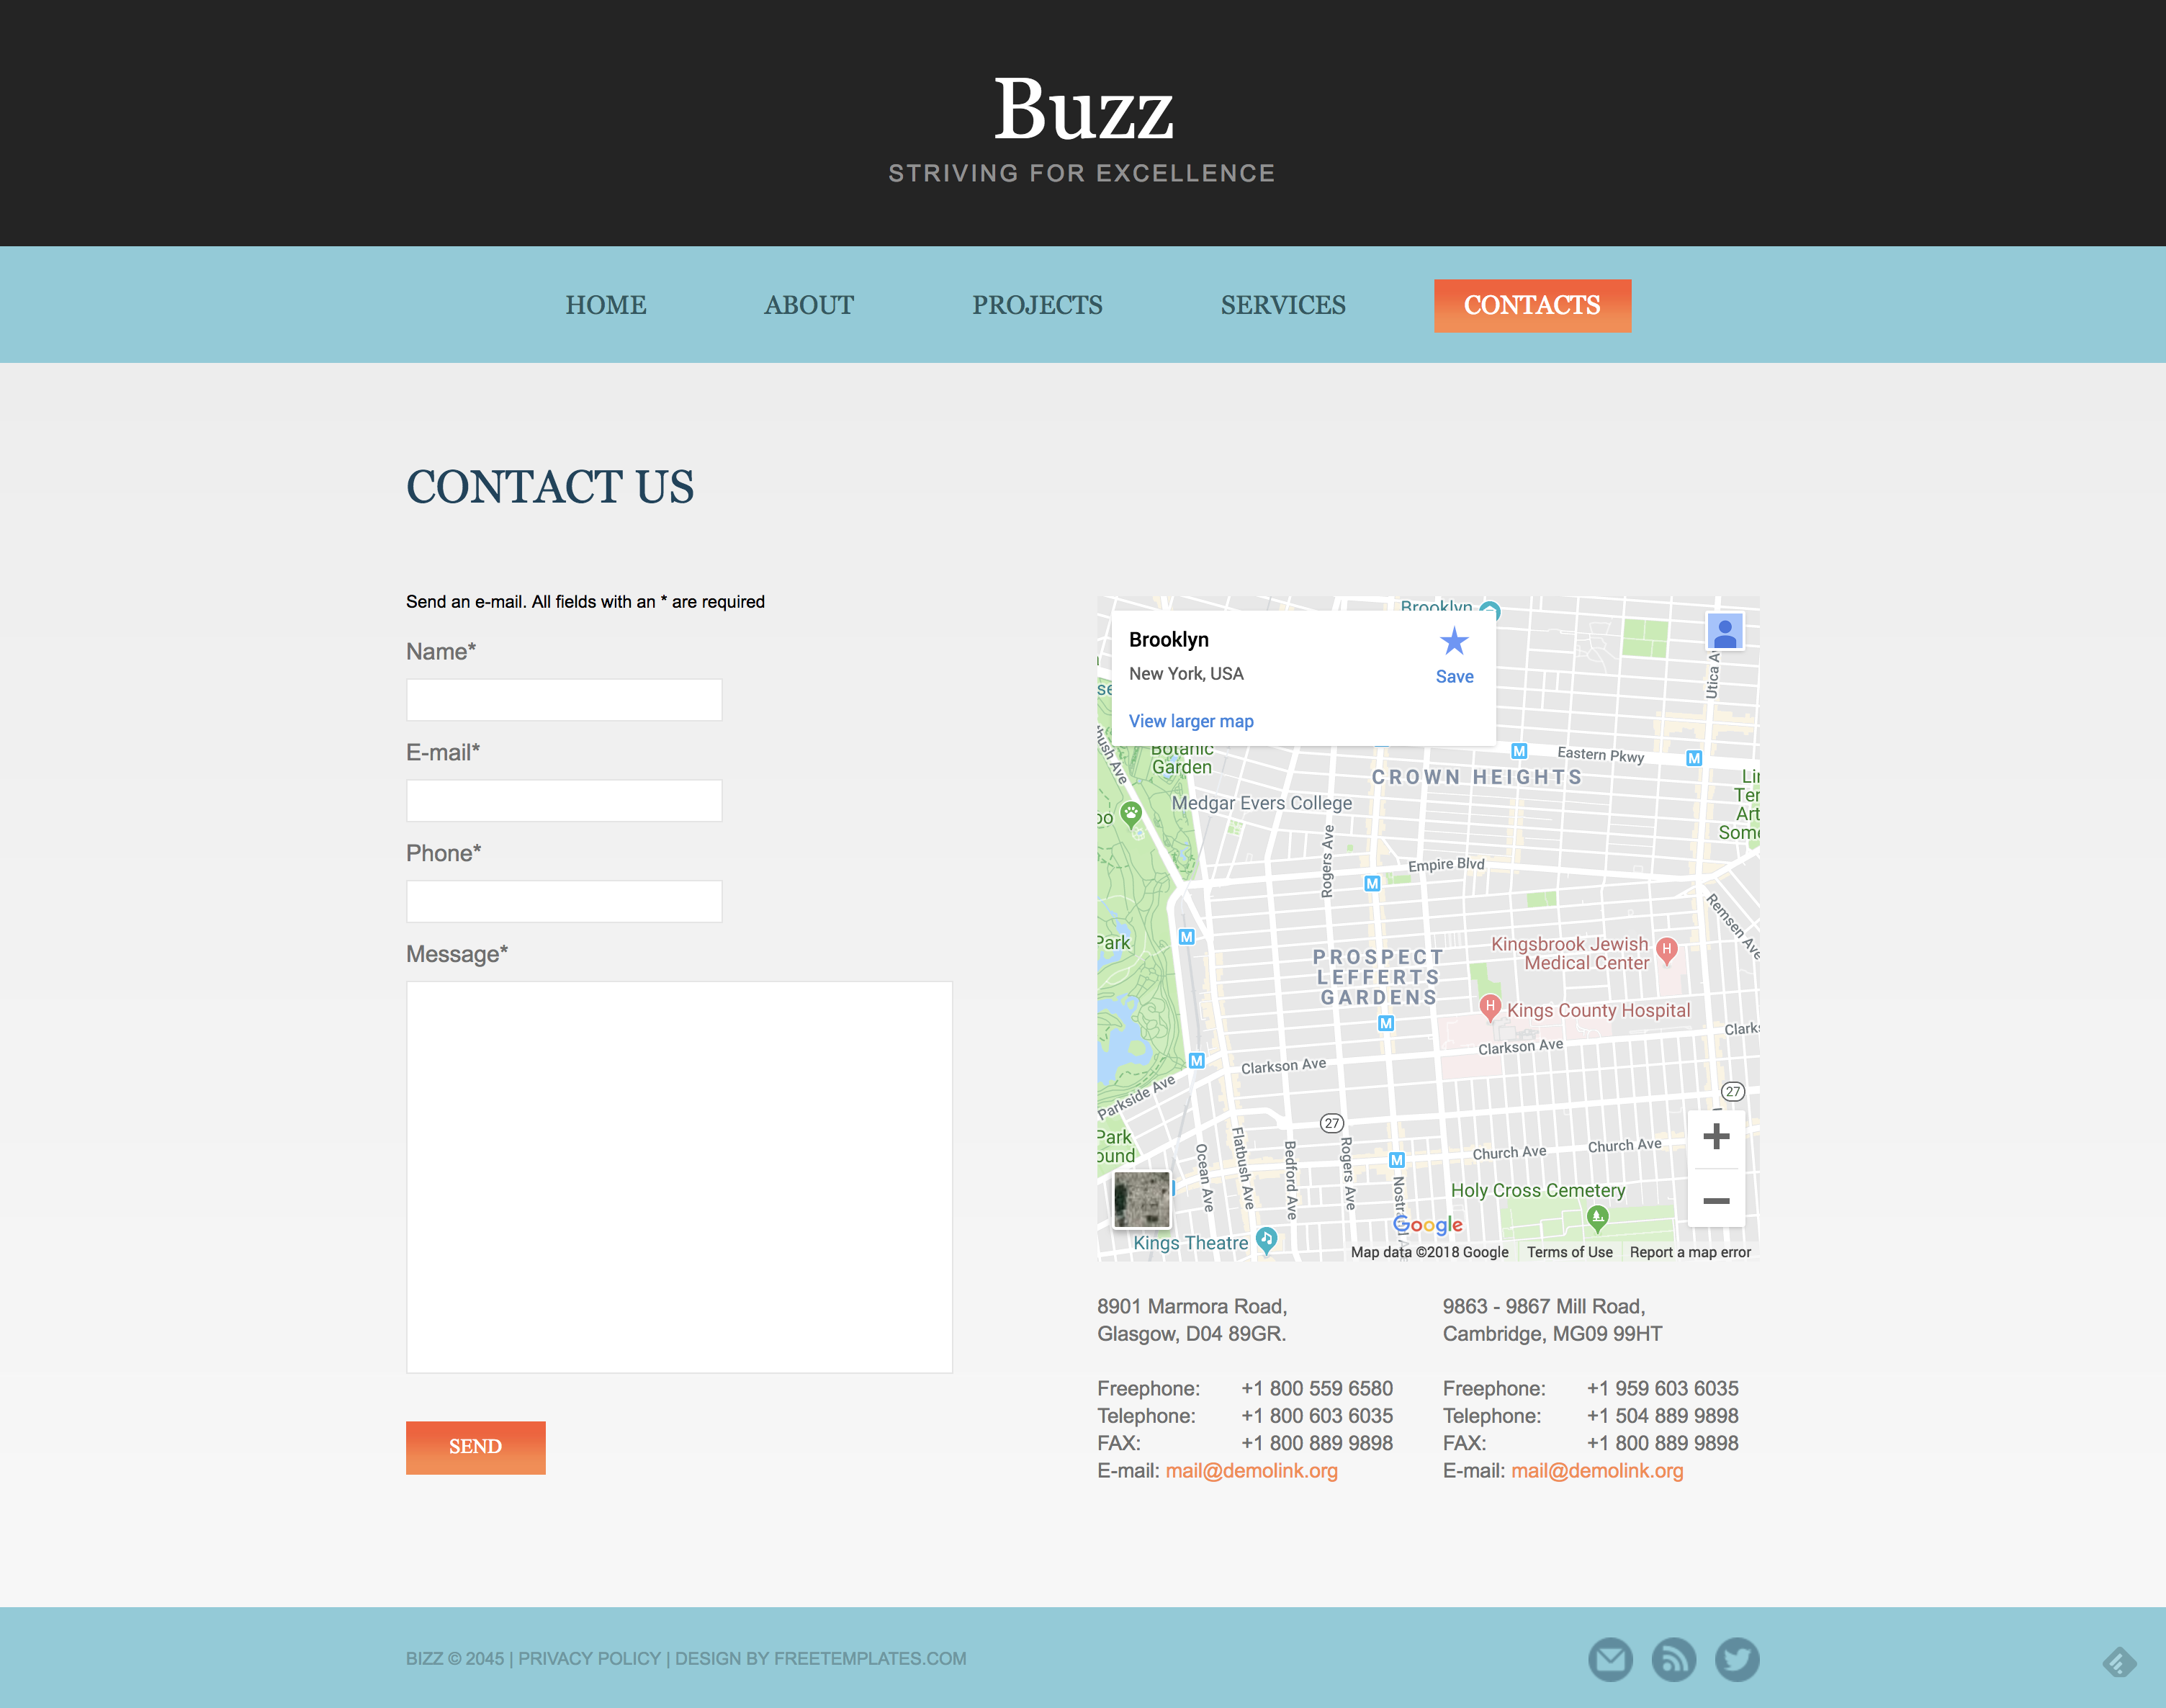 Buzz
STRIVING FOR EXCELLENCE
HOME ABOUT PROJECTS SERVICES CONTACTS
CONTACT US
Send an e-mail. All fields with an * are required
Name*
E-mail*
Phone*
Message*
SEND
Brooklyn
Brooklyn
New York, USA
Save
View larger map
Utica
Botanic
Garden
Eastern Pkwy
CROWN HEIGHTS
Medgar Evers College
Rogers Ave
Empire Blvd
Remsen Ave
Park
PROSPECT
LEFFERTS
GARDENS
Kingsbrook Jewish
Medical Center
Kings County Hospital
Clarkson Ave
Clarkson Ave
Parkside Ave
27
27
Park
Ocean Ave
Flatbush Ave
Bedford Ave
Rogers Ave
Church Ave
Church Ave
Holy Cross Cemetery
Kings Theatre
Google
Map data ©2018 Google Terms of Use Report a map error
8901 Marmora Road,
Glasgow, D04 89GR.
Freephone: +1 800 559 6580
Telephone: +1 800 603 6035
FAX: +1 800 889 9898
E-mail: mail@demolink.org
9863 - 9867 Mill Road,
Cambridge, MG09 99HT
Freephone: +1 959 603 6035
Telephone: +1 504 889 9898
FAX: +1 800 889 9898
E-mail: mail@demolink.org
BIZZ © 2045 | PRIVACY POLICY | DESIGN BY FREETEMPLATES.COM